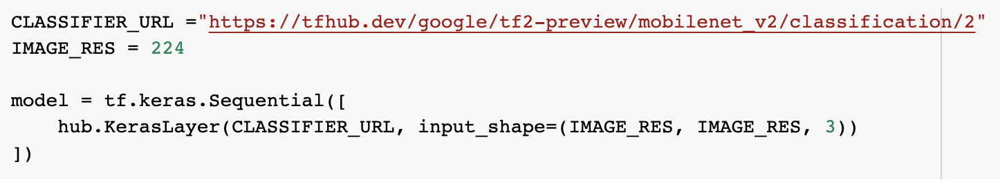 CLASSIFIER_URL ="https://tfhub.dev/google/tf2-preview/mobilenet_v2/classification/2"
IMAGE_RES = 224

model = tf.keras.Sequential([
    hub.KerasLayer(CLASSIFIER_URL, input_shape=(IMAGE_RES, IMAGE_RES, 3))
])